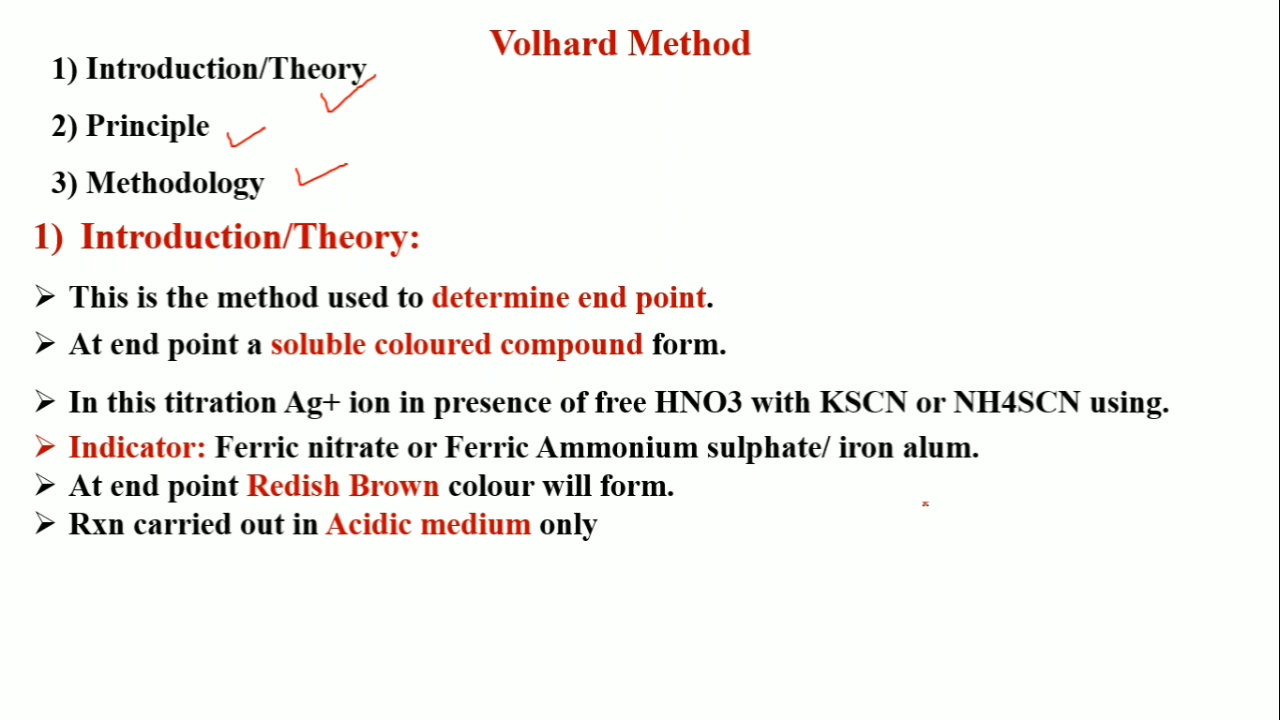 Volhard Method
1) Introduction/Theory
2) Principle
3) Methodology
1) Introduction/Theory:
➢ This is the method used to determine end point.
➢ At end point a soluble coloured compound form.
➢ In this titration Ag+ ion in presence of free HNO3 with KSCN or NH4SCN using.
➢ Indicator: Ferric nitrate or Ferric Ammonium sulphate/ iron alum.
➢ At end point Redish Brown colour will form.
➢ Rxn carried out in Acidic medium only